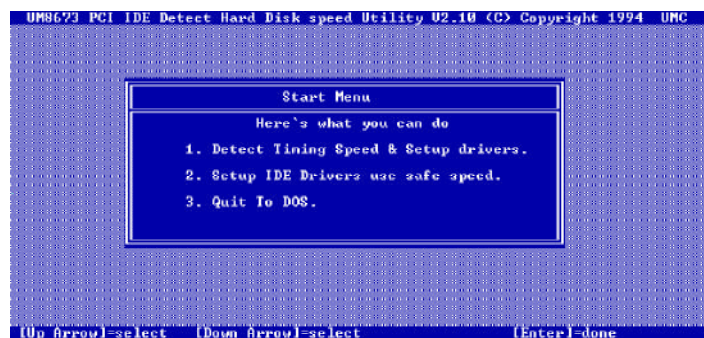 UM8673 PCI IDE Detect Hard Disk speed Utility V2.10 (C) Copyright 1994 UMC
Start Menu
Here`s what you can do
1. Detect Timing Speed & Setup drivers.
2. Setup IDE Drivers use safe speed.
3. Quit To DOS.
[Up Arrow]=select [Down Arrow]=select [Enter]=done